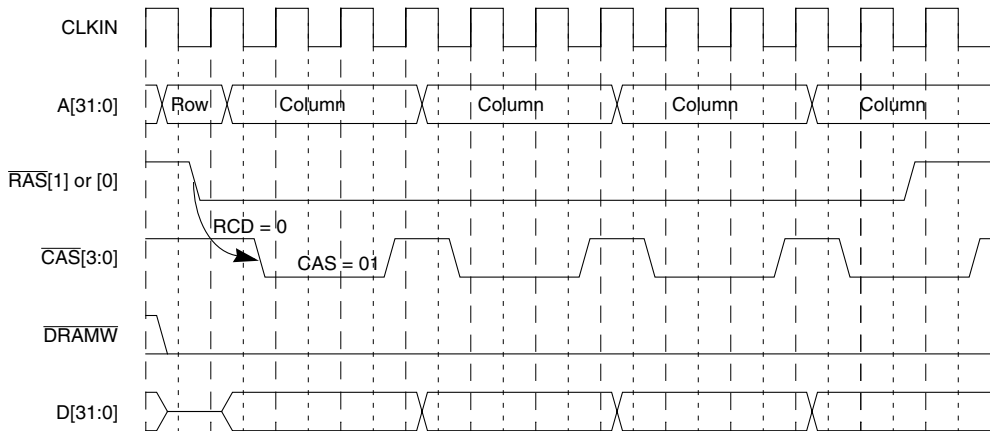 CLKIN
A[31:0] Row Column Column Column Column
RAS[1] or [0]
RCD = 0
CAS[3:0] CAS = 01
DRAMW
D[31:0]